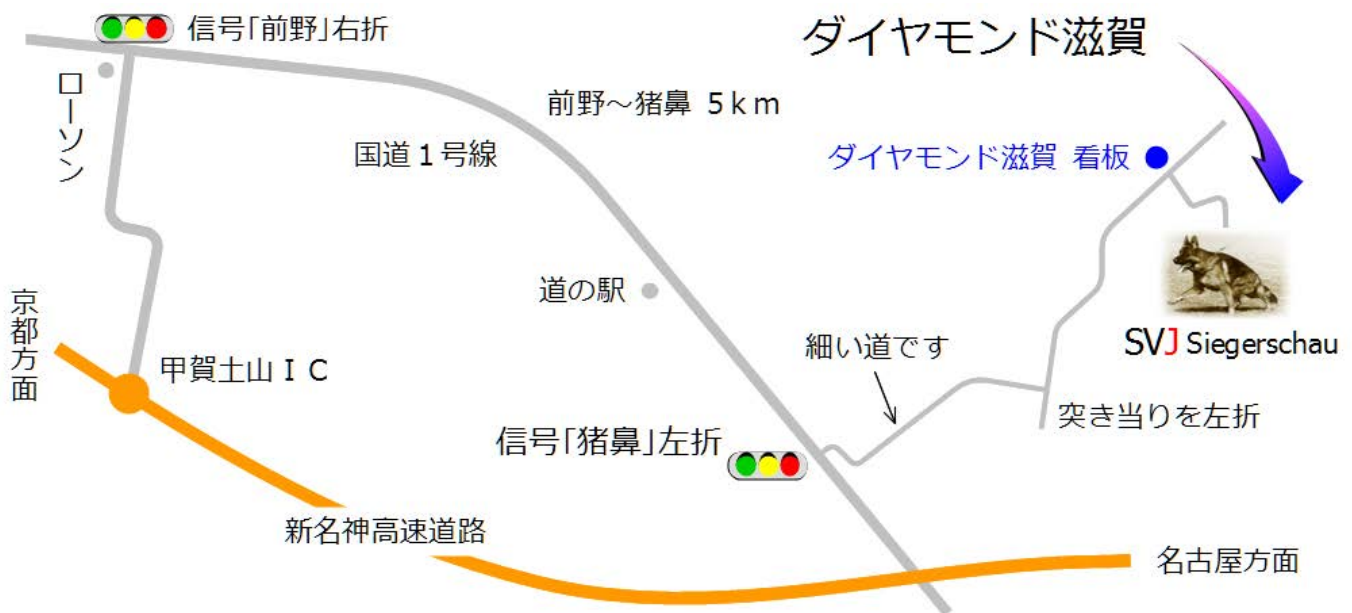 信号「前野」右折
ダイヤモンド滋賀
ローソン
前野～猪鼻 5km
国道1号線
ダイヤモンド滋賀 看板
道の駅
京都方面
細い道です
SVJ Siegerschau
甲賀土山IC
突き当りを左折
信号「猪鼻」左折
新名神高速道路
名古屋方面